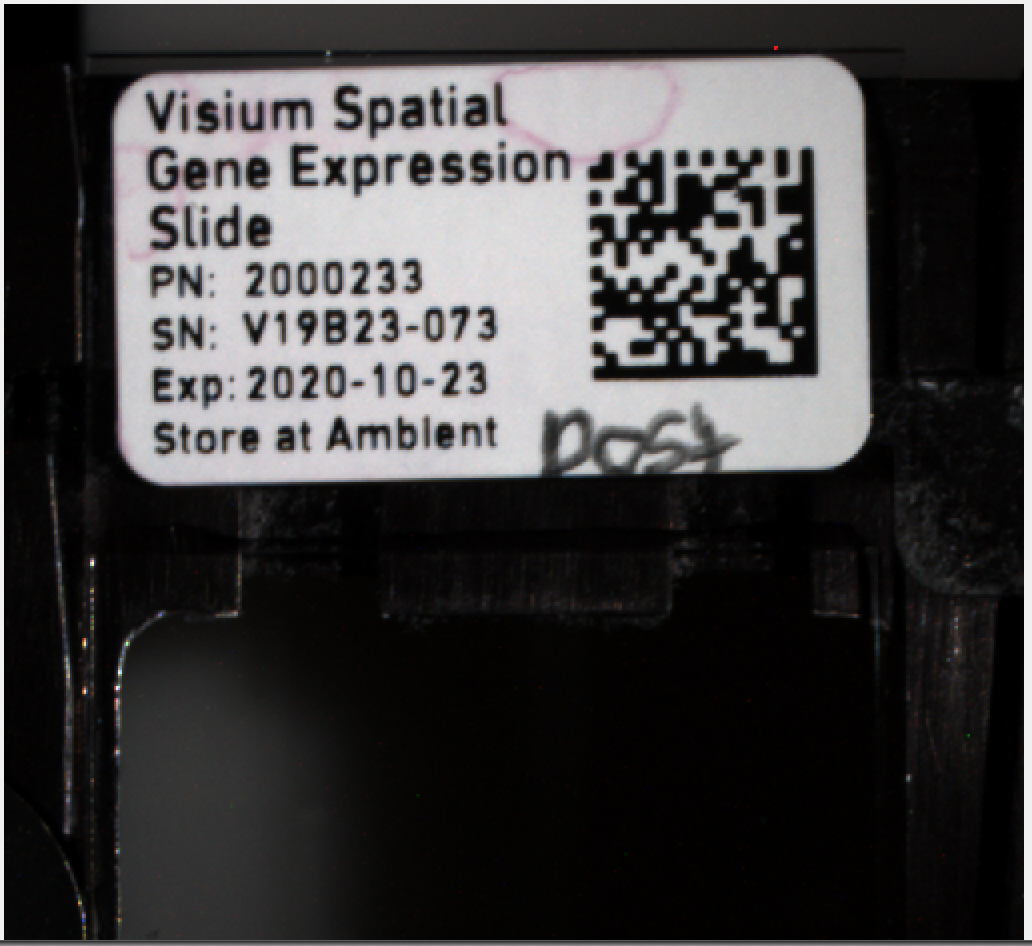 Visium Spatial
Gene Expression
Slide
PN: 2000233
SN: V19B23-073
Exp: 2020-10-23
Store at Ambient
post